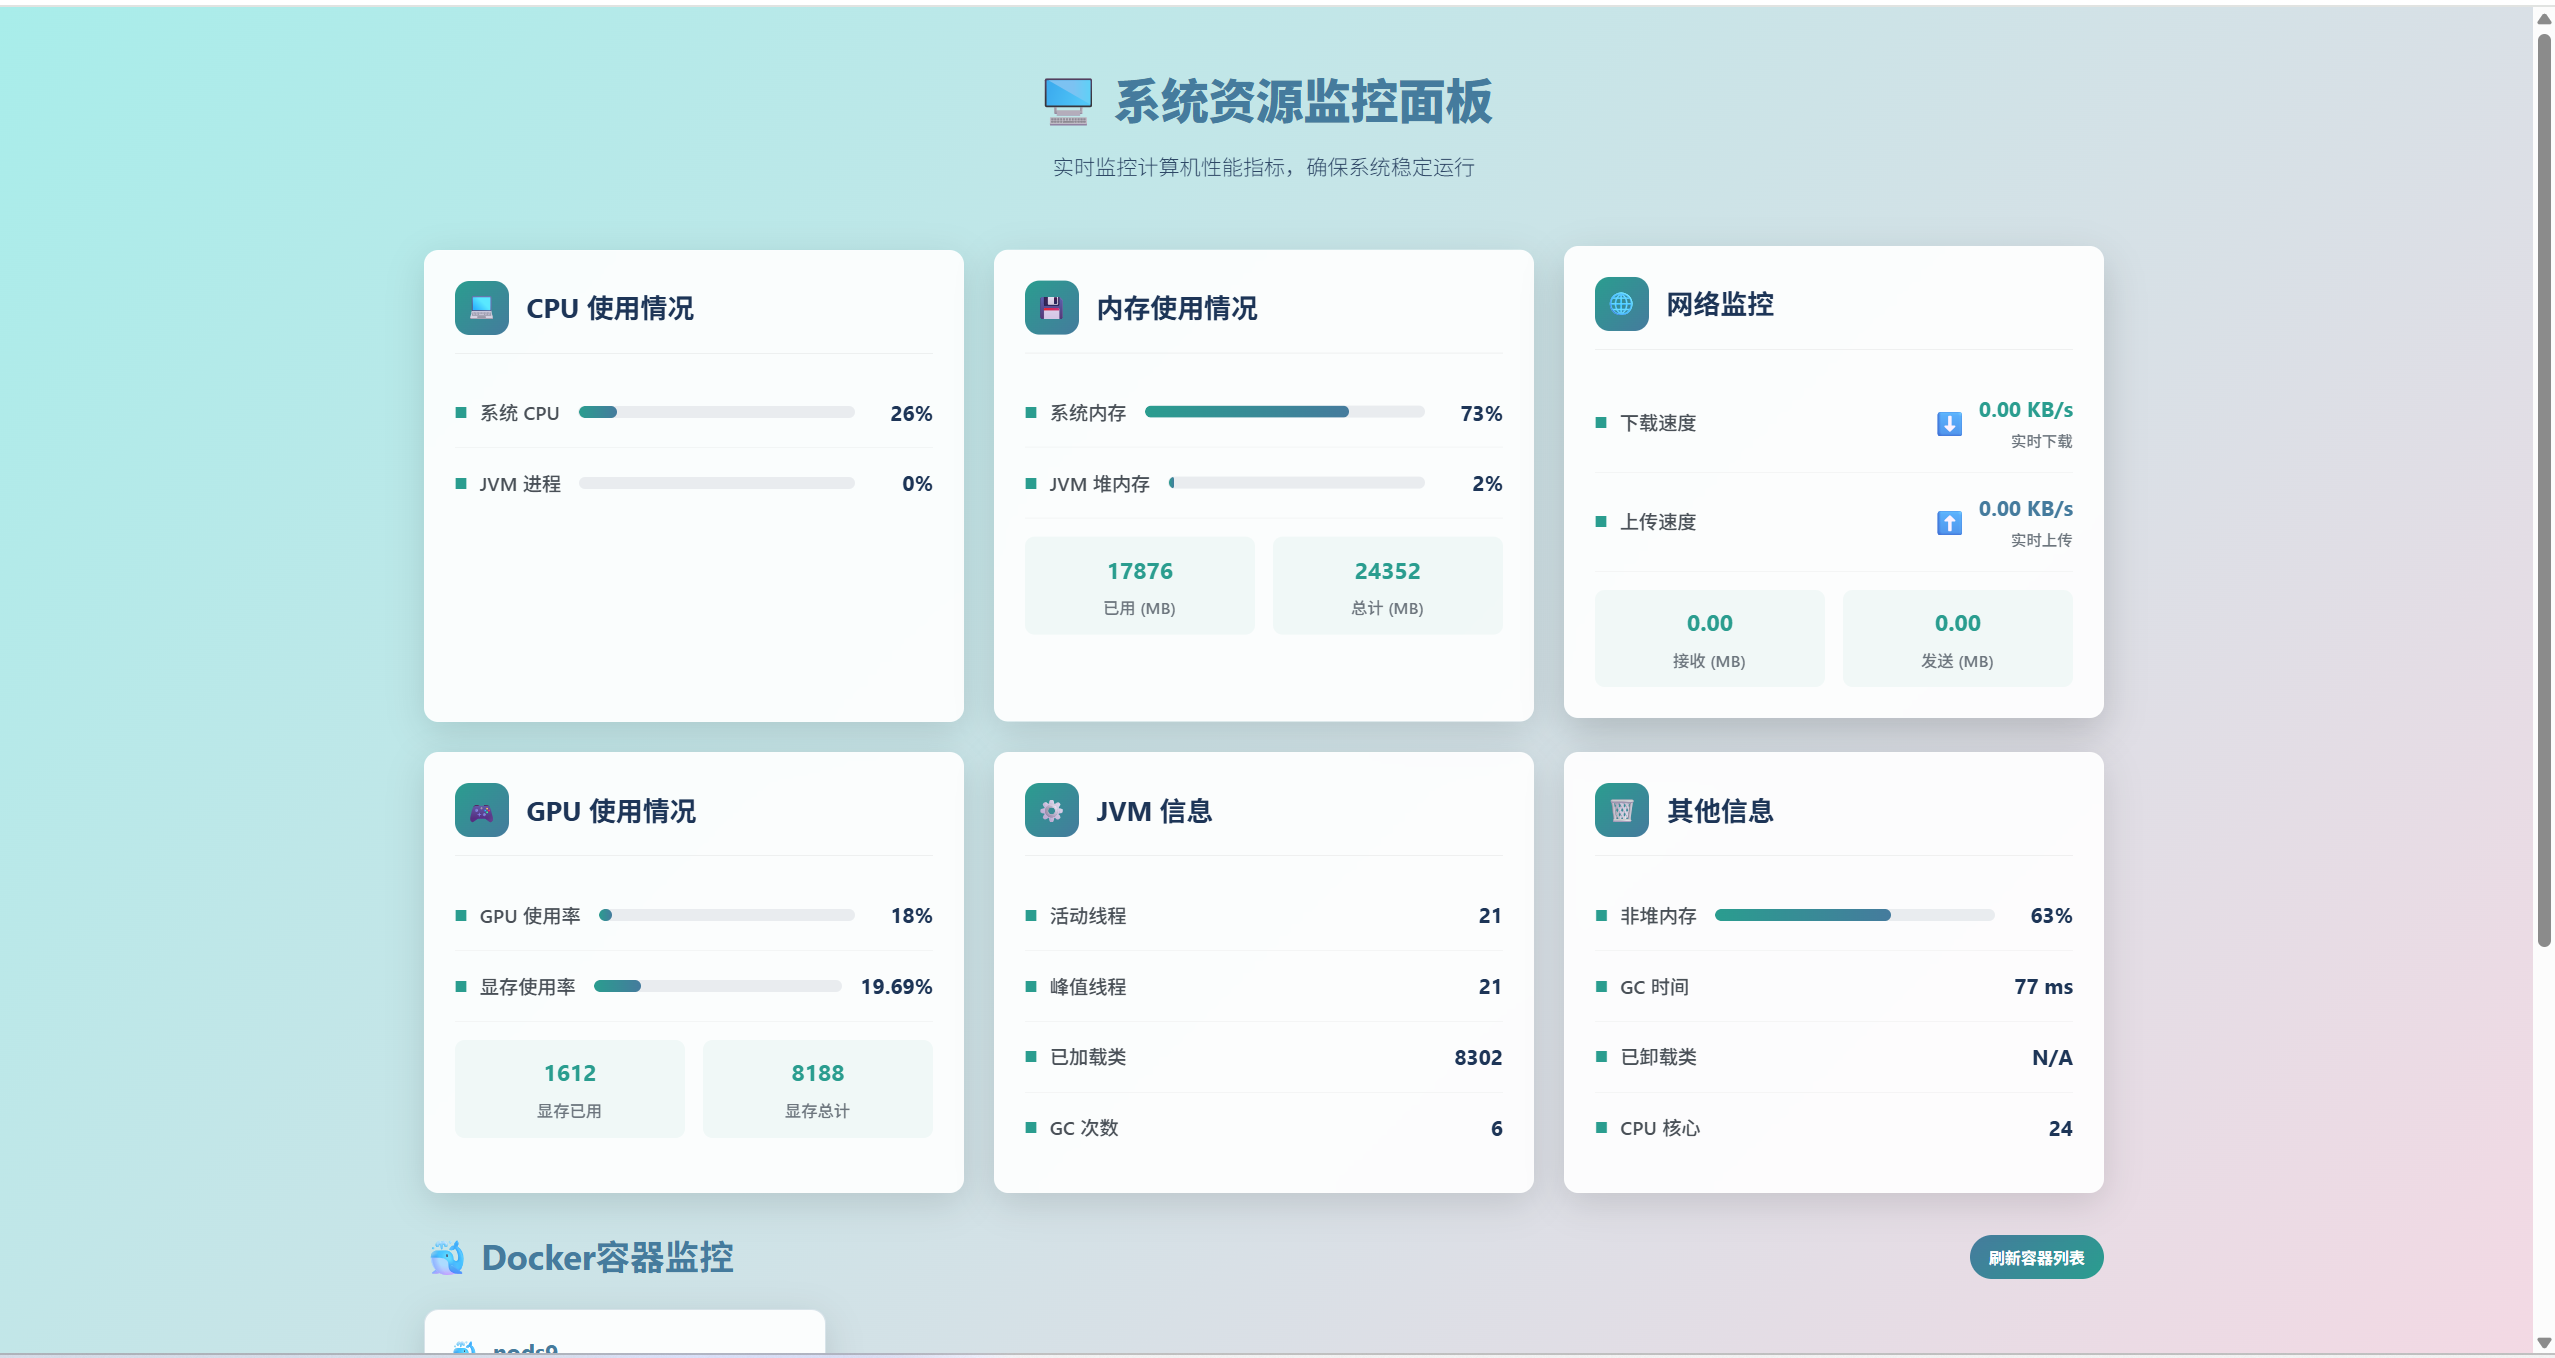 系统资源监控面板
实时监控计算机性能指标，确保系统稳定运行
CPU 使用情况
系统 CPU 26%
JVM 进程 0%
内存使用情况
系统内存 73%
JVM 堆内存 2%
17876
已用 (MB)
24352
总计 (MB)
网络监控
下载速度
0.00 KB/s
实时下载
上传速度
0.00 KB/s
实时上传
0.00
接收 (MB)
0.00
发送 (MB)
GPU 使用情况
GPU 使用率 18%
显存使用率 19.69%
1612
显存已用
8188
显存总计
JVM 信息
活动线程 21
峰值线程 21
已加载类 8302
GC 次数 6
其他信息
非堆内存 63%
GC 时间 77 ms
已卸载类 N/A
CPU 核心 24
Docker容器监控
刷新容器列表